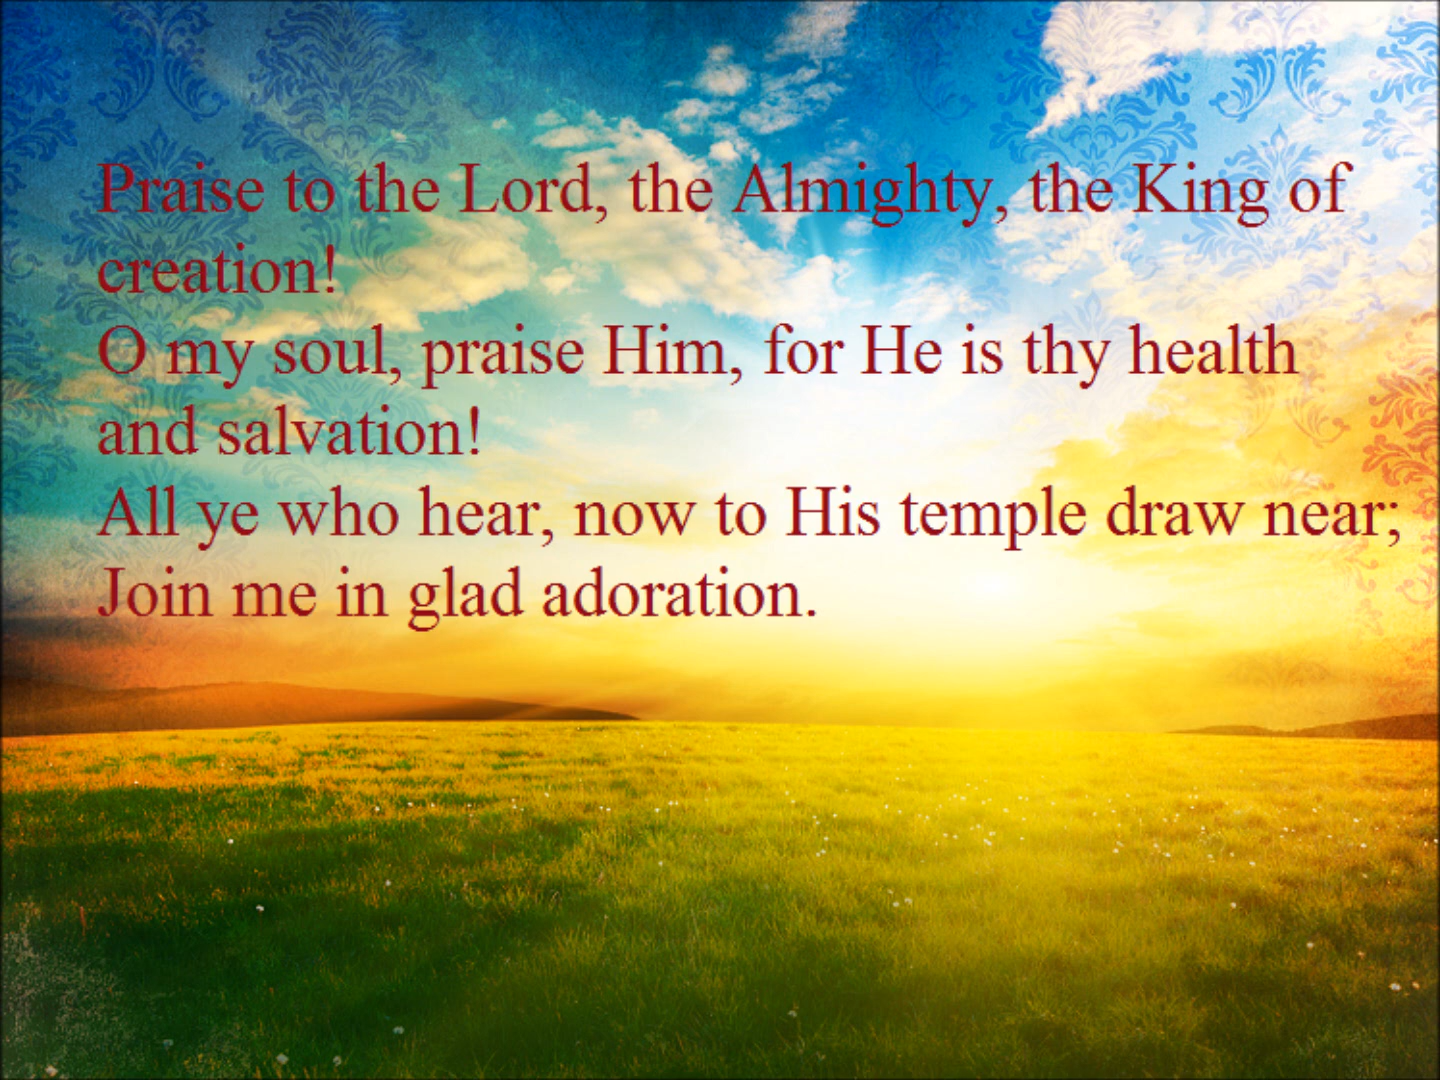 Praise to the Lord, the Almighty, the King of
creation!
O my soul, praise Him, for He is thy health
and salvation!
All ye who hear, now to His temple draw near;
Join me in glad adoration.